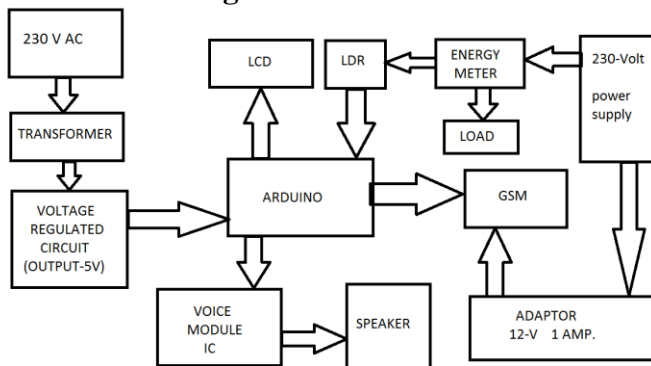 230 V AC
LCD
LDR
ENERGY
METER
230-Volt
power
supply
TRANSFORMER
LOAD
VOLTAGE
REGULATED
CIRCUIT
(OUTPUT-5V)
ARDUINO
GSM
VOICE
MODULE
IC
SPEAKER
ADAPTOR
12-V 1 AMP.